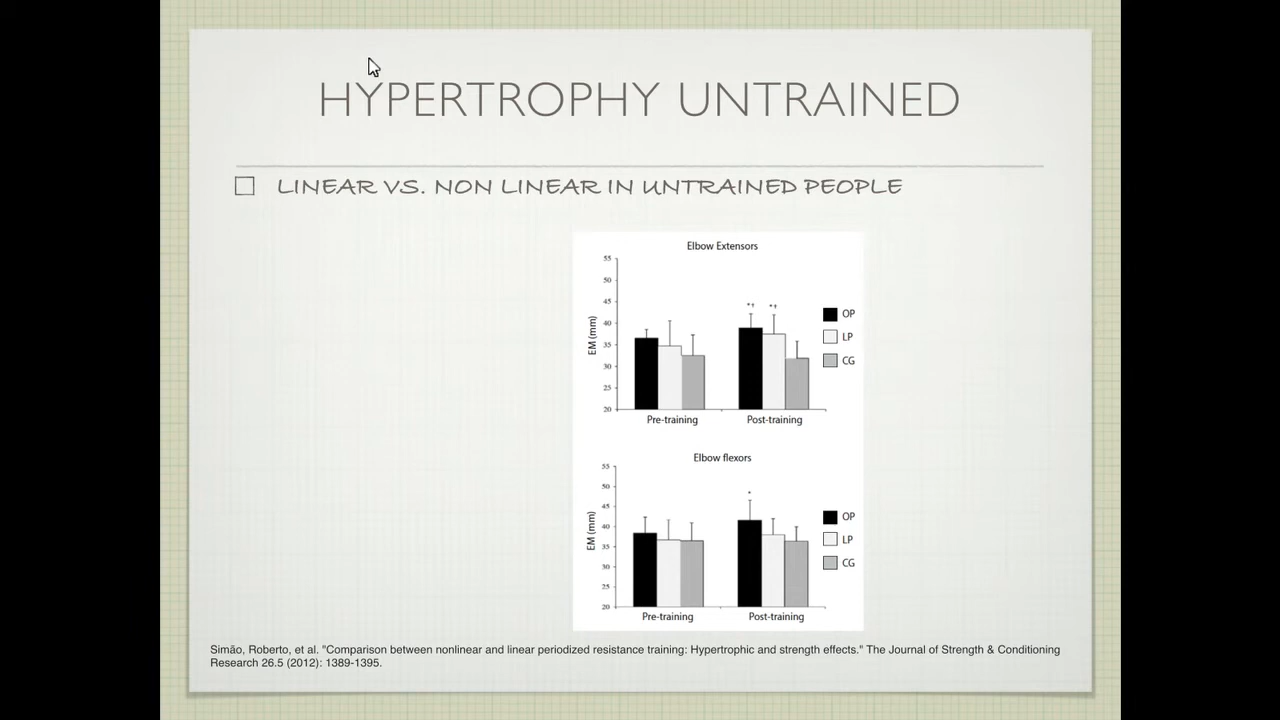 HYPERTROPHY UNTRAINED
LINEAR VS. NON LINEAR IN UNTRAINED PEOPLE
Elbow Extensors
55
50
45
40
35
30
25
20
EM (mm)
*† *†
Pre-training Post-training
OP
LP
CG
Elbow flexors
55
50
45
40
35
30
25
20
EM (mm)
*
Pre-training Post-training
OP
LP
CG
Simão, Roberto, et al. "Comparison between nonlinear and linear periodized resistance training: Hypertrophic and strength effects." The Journal of Strength & Conditioning
Research 26.5 (2012): 1389-1395.